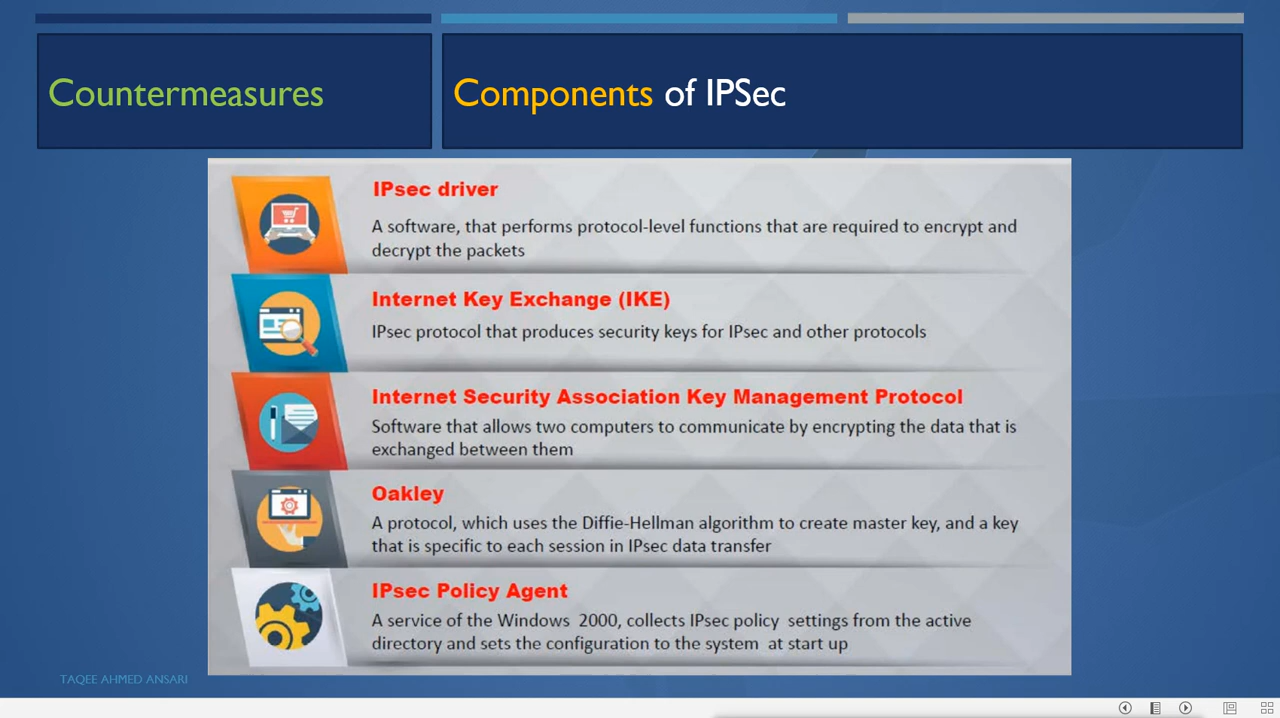 Countermeasures
Components of IPSec
IPsec driver
A software, that performs protocol-level functions that are required to encrypt and
decrypt the packets
Internet Key Exchange (IKE)
IPsec protocol that produces security keys for IPsec and other protocols
Internet Security Association Key Management Protocol
Software that allows two computers to communicate by encrypting the data that is
exchanged between them
Oakley
A protocol, which uses the Diffie-Hellman algorithm to create master key, and a key
that is specific to each session in IPsec data transfer
IPsec Policy Agent
A service of the Windows 2000, collects IPsec policy settings from the active
directory and sets the configuration to the system at start up
TAQEE AHMED ANSARI